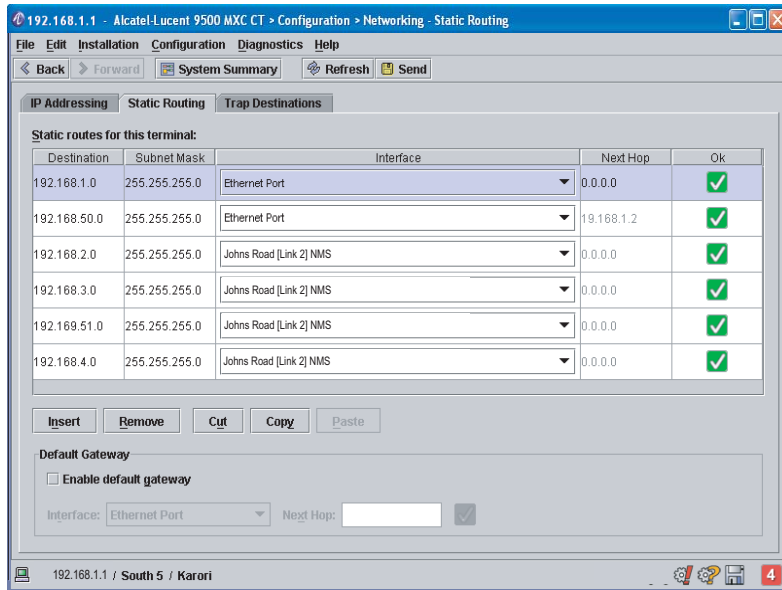 192.168.1.1 - Alcatel-Lucent 9500 MXC CT > Configuration > Networking - Static Routing
File Edit Installation Configuration Diagnostics Help
Back Forward System Summary Refresh Send
IP Addressing Static Routing Trap Destinations
Static routes for this terminal:
Destination Subnet Mask Interface Next Hop Ok
192.168.1.0 255.255.255.0 Ethernet Port 0.0.0.0
192.168.50.0 255.255.255.0 Ethernet Port 19.168.1.2
192.168.2.0 255.255.255.0 Johns Road [Link 2] NMS 0.0.0.0
192.168.3.0 255.255.255.0 Johns Road [Link 2] NMS 0.0.0.0
192.169.51.0 255.255.255.0 Johns Road [Link 2] NMS 0.0.0.0
192.168.4.0 255.255.255.0 Johns Road [Link 2] NMS 0.0.0.0
Insert Remove Cut Copy Paste
Default Gateway
Enable default gateway
Interface: Ethernet Port Next Hop:
192.168.1.1 / South 5 / Karori 4